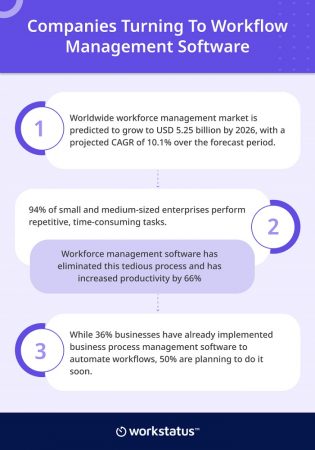 Companies Turning To Workflow
Management Software
1
Worldwide workforce management market is
predicted to grow to USD 5.25 billion by 2026, with a
projected CAGR of 10.1% over the forecast period.
94% of small and medium-sized enterprises perform
repetitive, time-consuming tasks.
2
Workforce management software has
eliminated this tedious process and has
increased productivity by 66%
3
While 36% businesses have already implemented
business process management software to
automate workflows, 50% are planning to do it
soon.
workstatus™